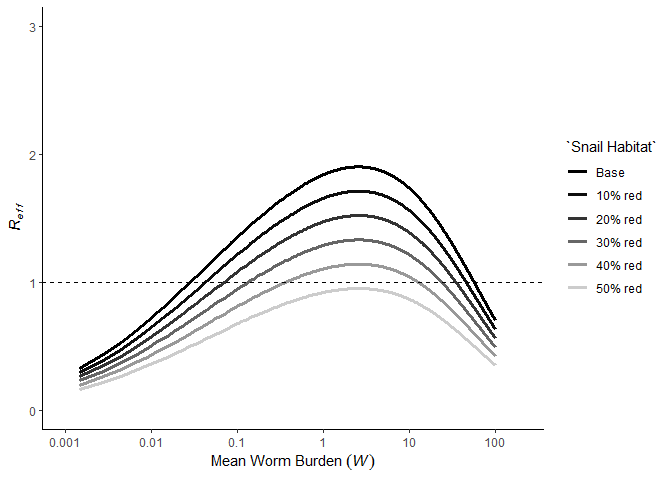 3
2
1
0
R_eff
0.001
0.01
0.1
1
10
100
Mean Worm Burden (W)
`Snail Habitat`
Base
10% red
20% red
30% red
40% red
50% red